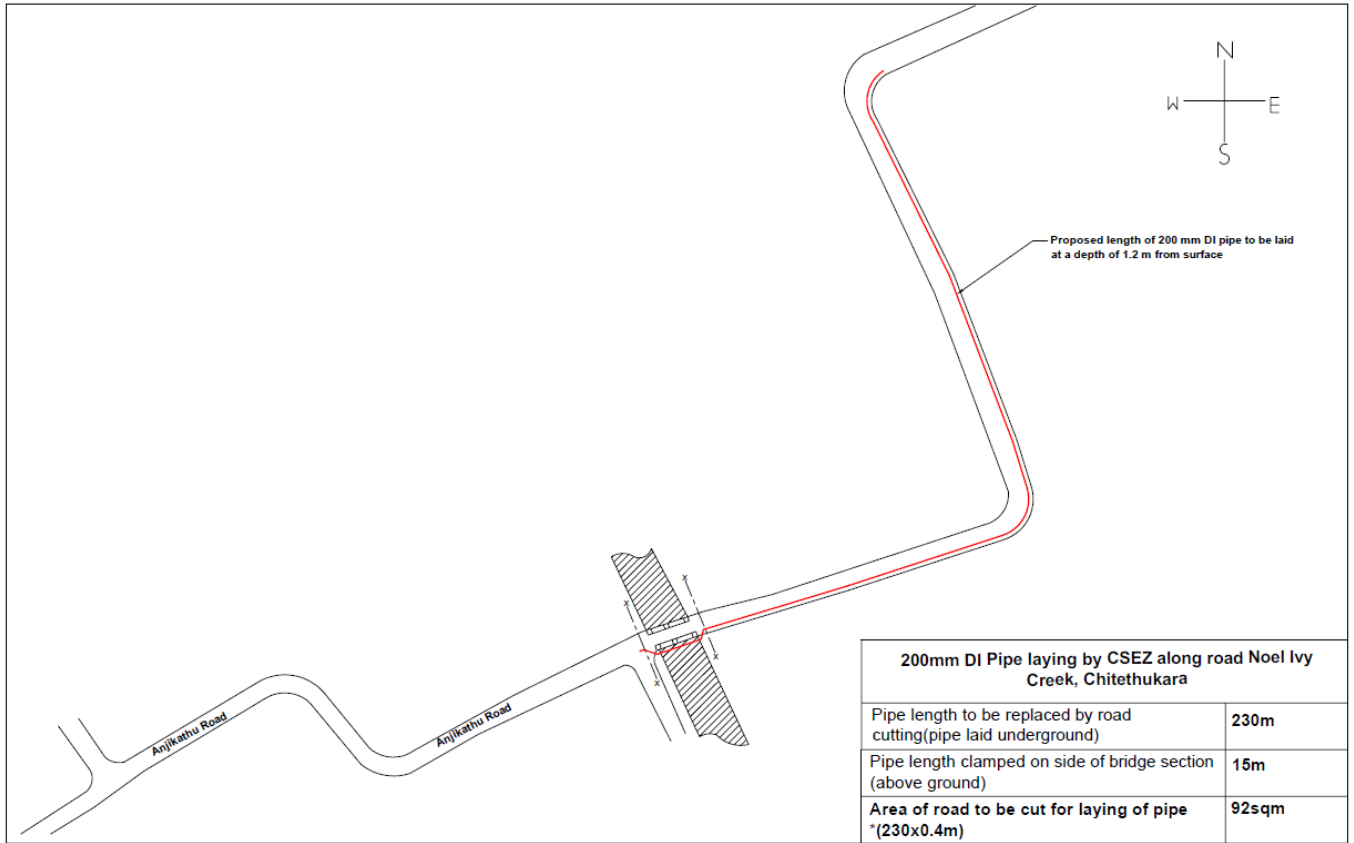 N
W
E
S
Proposed length of 200 mm DI pipe to be laid
at a depth of 1.2 m from surface
x
x
x
x
Anjikathu Road
Anjikathu Road
200mm DI Pipe laying by CSEZ along road Noel Ivy
Creek, Chitethukara
Pipe length to be replaced by road
cutting(pipe laid underground)
230m
Pipe length clamped on side of bridge section
(above ground)
15m
Area of road to be cut for laying of pipe
*(230x0.4m)
92sqm